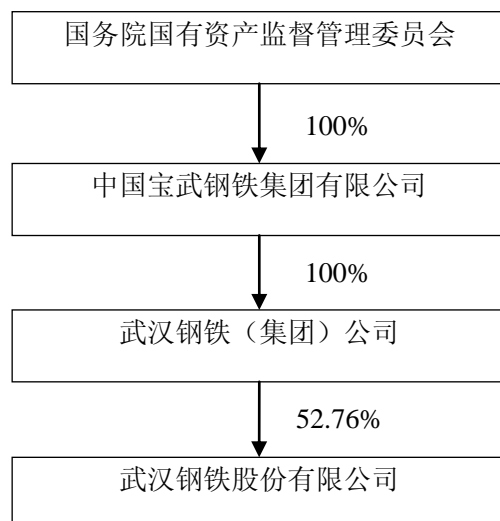 国务院国有资产监督管理委员会
100%
中国宝武钢铁集团有限公司
100%
武汉钢铁（集团）公司
52.76%
武汉钢铁股份有限公司